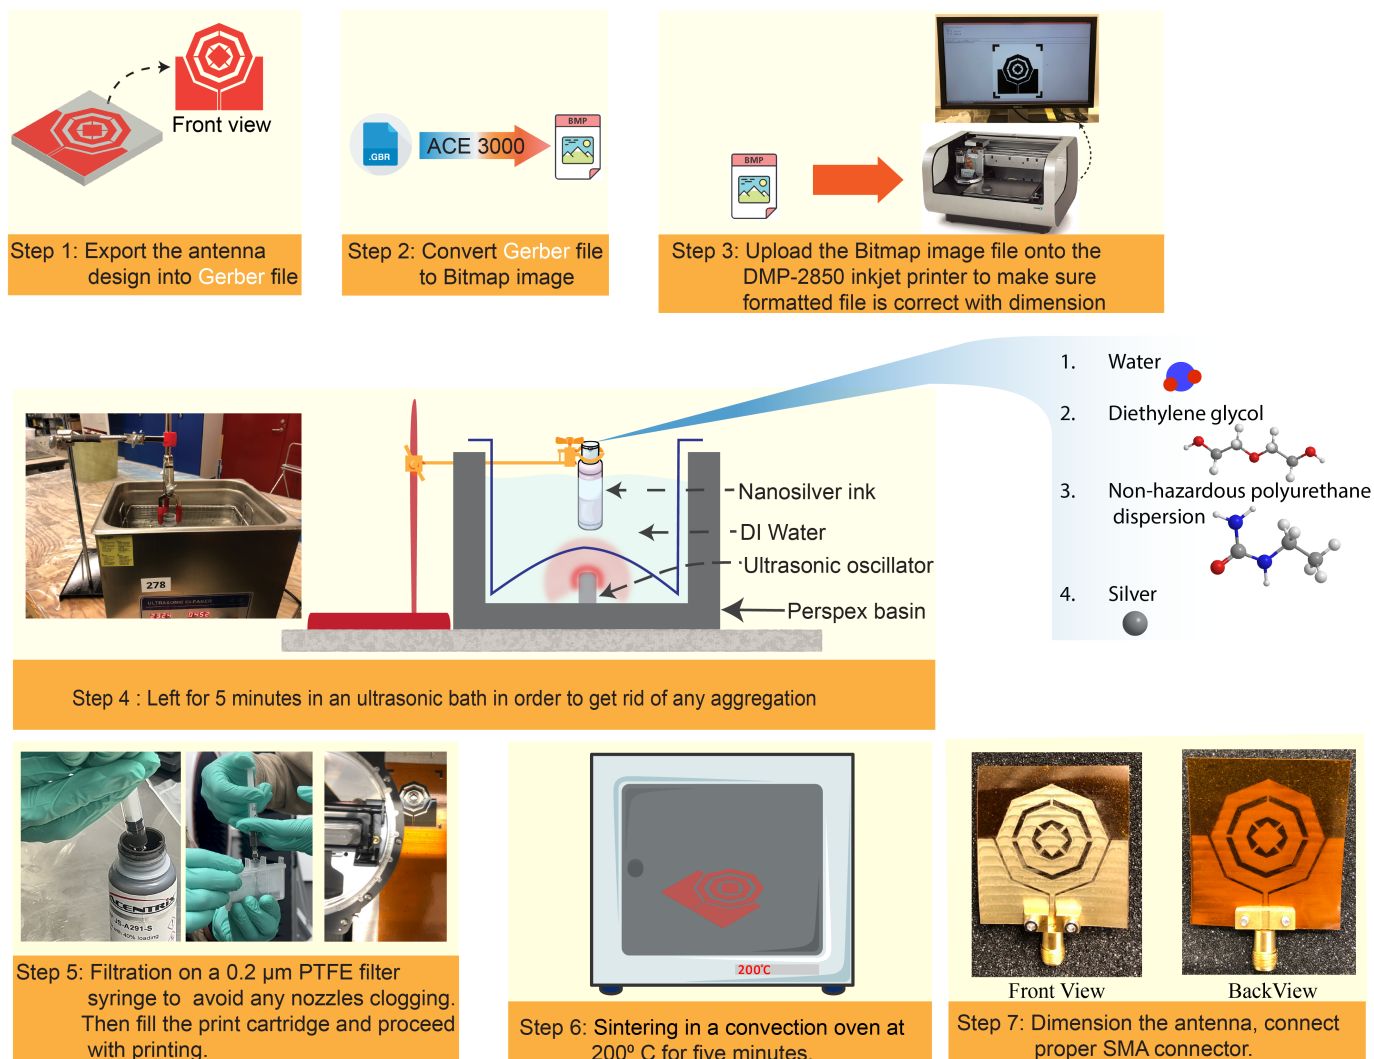 Front view
Step 1: Export the antenna
design into Gerber file
.GBR
ACE 3000
BMP
Step 2: Convert Gerber file
to Bitmap image
BMP
Step 3: Upload the Bitmap image file onto the
DMP-2850 inkjet printer to make sure
formatted file is correct with dimension
1. Water
2. Diethylene glycol
3. Non-hazardous polyurethane
dispersion
4. Silver
278
ULTRASONIC CLEANER
Nanosilver ink
DI Water
Ultrasonic oscillator
Perspex basin
Step 4 : Left for 5 minutes in an ultrasonic bath in order to get rid of any aggregation
JS-A291-S
40% loading
Step 5: Filtration on a 0.2 µm PTFE filter
syringe to avoid any nozzles clogging.
Then fill the print cartridge and proceed
with printing.
200°C
Step 6: Sintering in a convection oven at
200º C for five minutes.
Front View
BackView
Step 7: Dimension the antenna, connect
proper SMA connector.